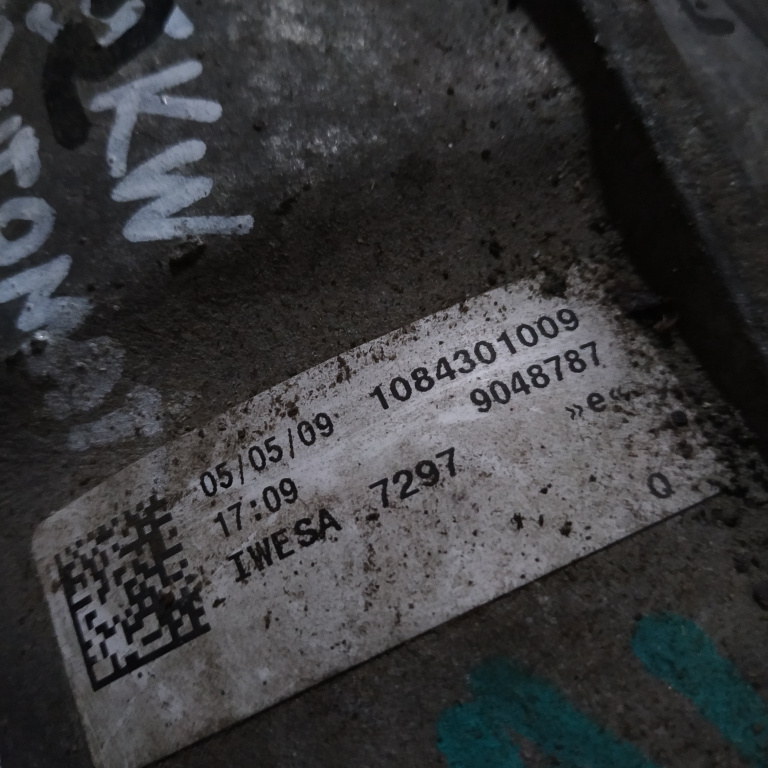 KW
05/05/09 1084301009
17:09 9048787
IWESA 7297 »e«
Q